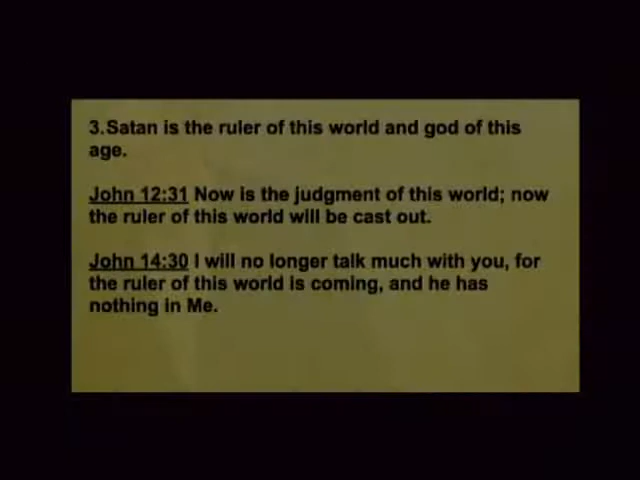 3.Satan is the ruler of this world and god of this
age.
John 12:31 Now is the judgment of this world; now
the ruler of this world will be cast out.
John 14:30 I will no longer talk much with you, for
the ruler of this world is coming, and he has
nothing in Me.